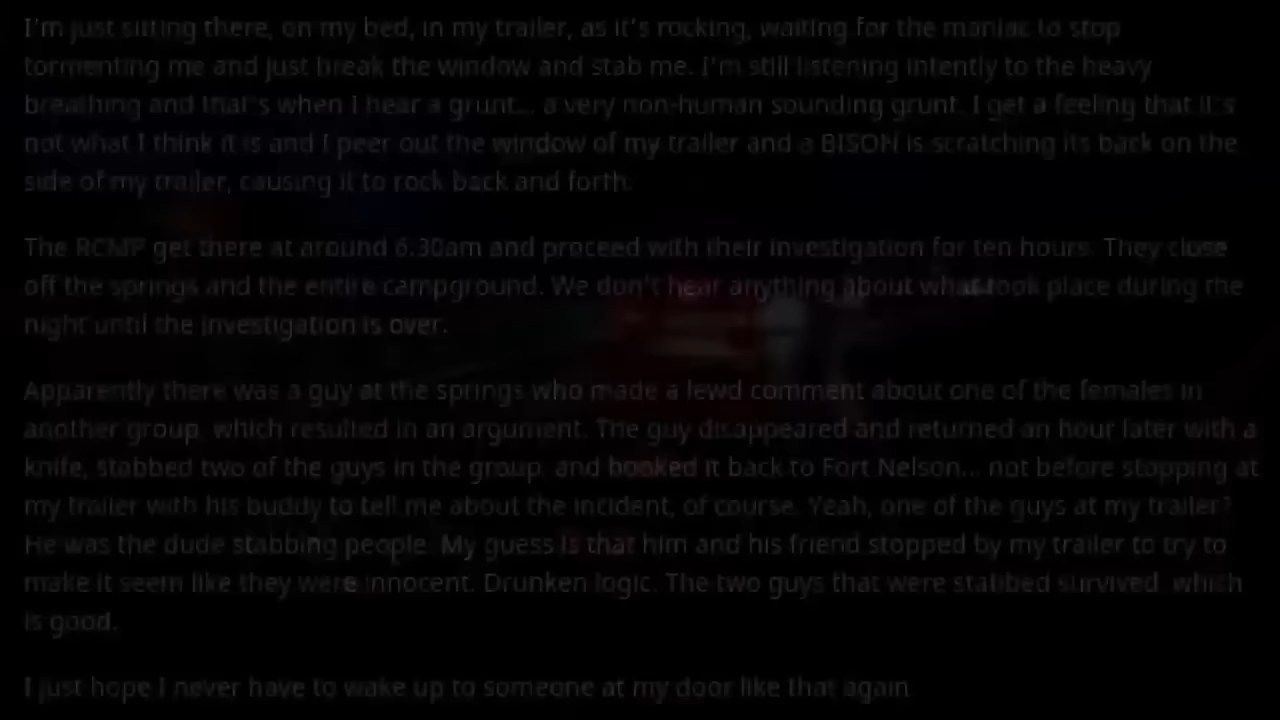 I'm just sitting there, on my bed, in my trailer, as it's rocking, waiting for the maniac to stop
tormenting me and just break the window and stab me. I'm still listening intently to the heavy
breathing and that's when I hear a grunt... a very non-human sounding grunt. I get a feeling that it's
not what I think it is and I peer out the window of my trailer and a BISON is scratching its back on the
side of my trailer, causing it to rock back and forth.
The RCMP get there at around 6.30am and proceed with their investigation for ten hours. They close
off the springs and the entire campground. We don't hear anything about what took place during the
night until the investigation is over.
Apparently there was a guy at the springs who made a lewd comment about one of the females in
another group, which resulted in an argument. The guy disappeared and returned an hour later with a
knife, stabbed two of the guys in the group, and booked it back to Fort Nelson... not before stopping at
my trailer with his buddy to tell me about the incident, of course. Yeah, one of the guys at my trailer?
He was the dude stabbing people. My guess is that him and his friend stopped by my trailer to try to
make it seem like they were innocent. Drunken logic. The two guys that were stabbed survived, which
is good.
I just hope I never have to wake up to someone at my door like that again